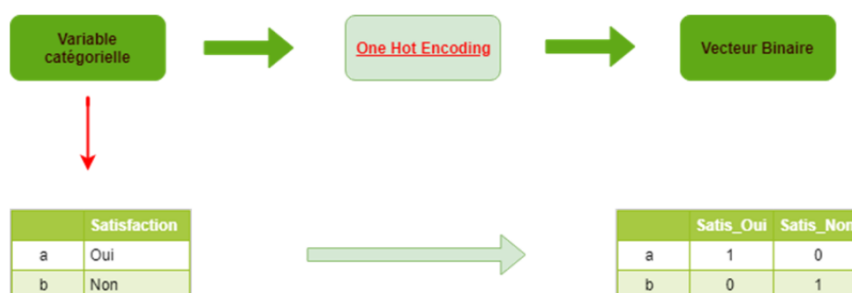 Variable
catégorielle
One Hot Encoding
Vecteur Binaire
Satisfaction
a Oui
b Non
Satis_Oui Satis_Non
a 1 0
b 0 1